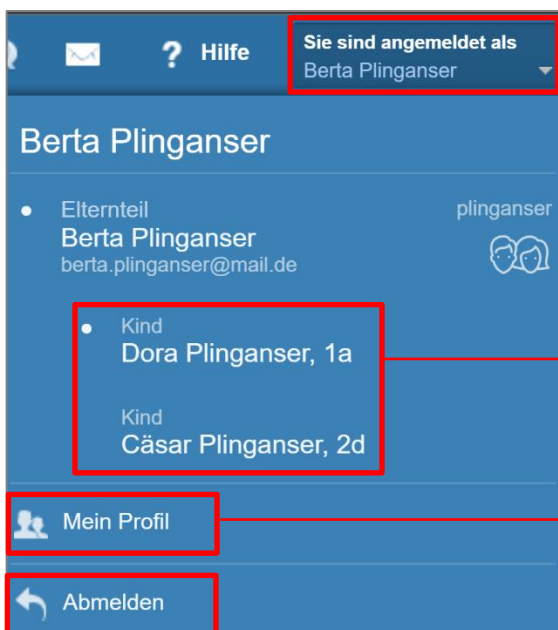 ? Hilfe
Sie sind angemeldet als
Berta Plinganser
Berta Plinganser
Elternteil
plinganser
Berta Plinganser
berta.plinganser@mail.de
Kind
Dora Plinganser, 1a
Kind
Cäsar Plinganser, 2d
Mein Profil
Abmelden